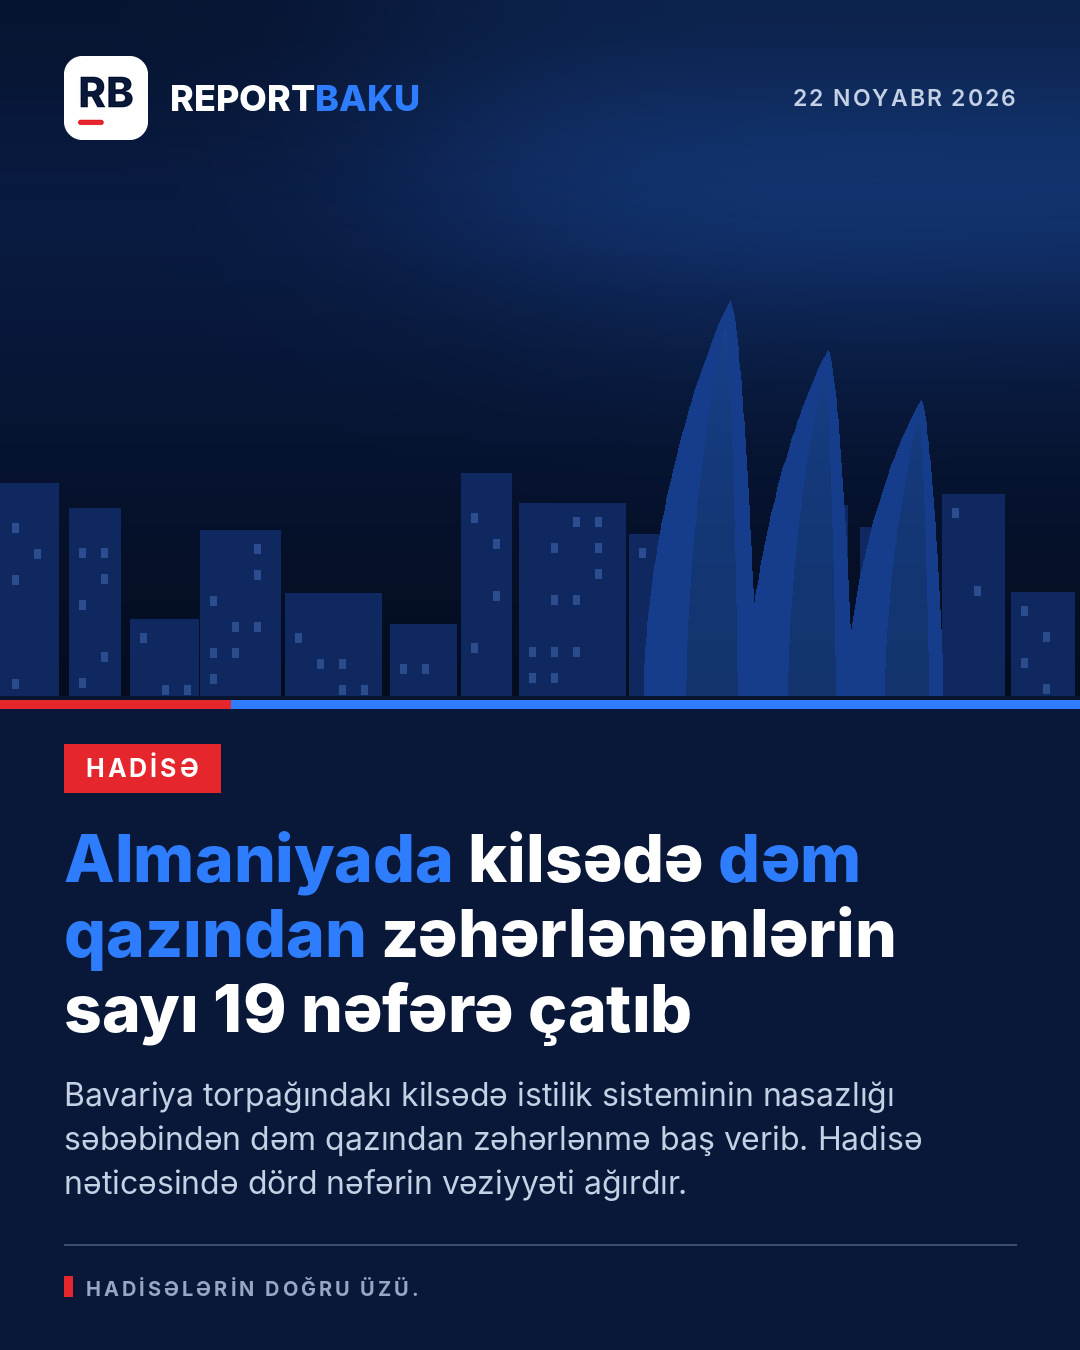 RB
REPORTBAKU
22 NOYABR 2026
HADİSƏ
Almaniyada kilsədə dəm
qazından zəhərlənənlərin
sayı 19 nəfərə çatıb
Bavariya torpağındakı kilsədə istilik sisteminin nasazlığı
səbəbindən dəm qazından zəhərlənmə baş verib. Hadisə
nəticəsində dörd nəfərin vəziyyəti ağırdır.
HADİSƏLƏRİN DOĞRU ÜZÜ.